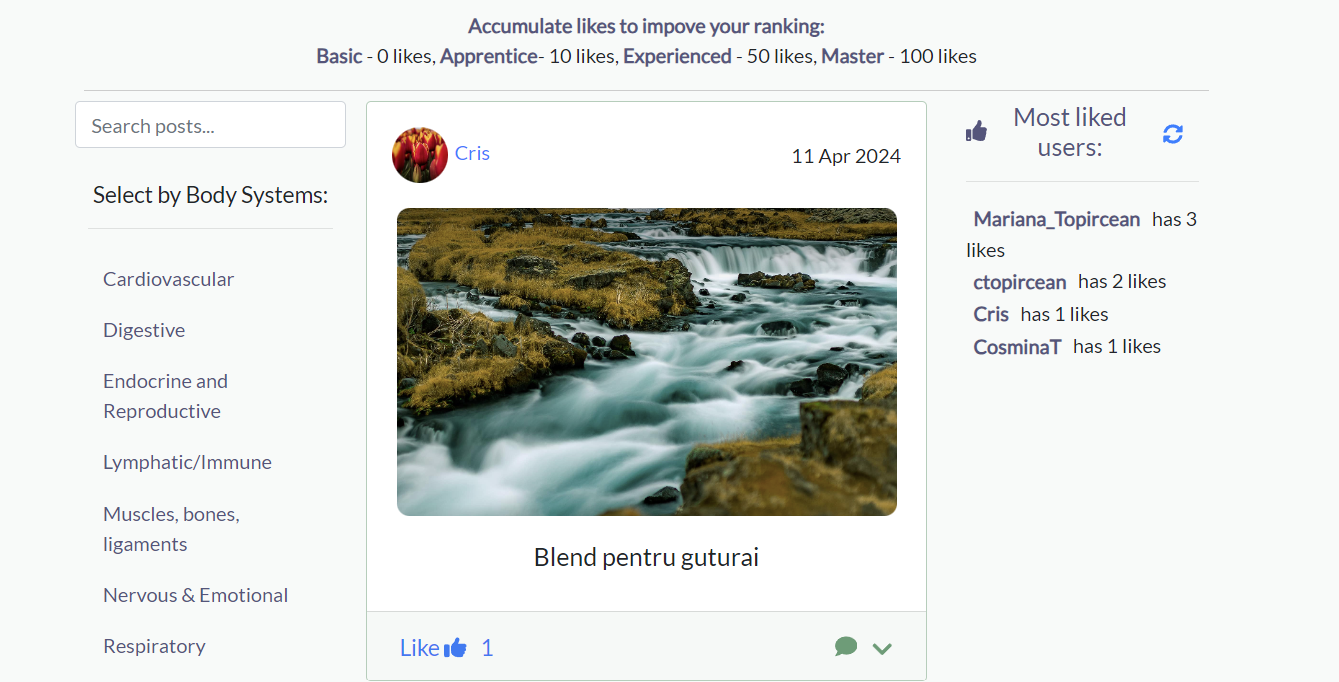 Accumulate likes to impove your ranking:
Basic - 0 likes, Apprentice- 10 likes, Experienced - 50 likes, Master - 100 likes
Search posts...
Select by Body Systems:
Cardiovascular
Digestive
Endocrine and
Reproductive
Lymphatic/Immune
Muscles, bones,
ligaments
Nervous & Emotional
Respiratory
Cris
11 Apr 2024
Blend pentru guturai
Like 1
Most liked
users:
Mariana_Topircean has 3
likes
ctopircean has 2 likes
Cris has 1 likes
CosminaT has 1 likes